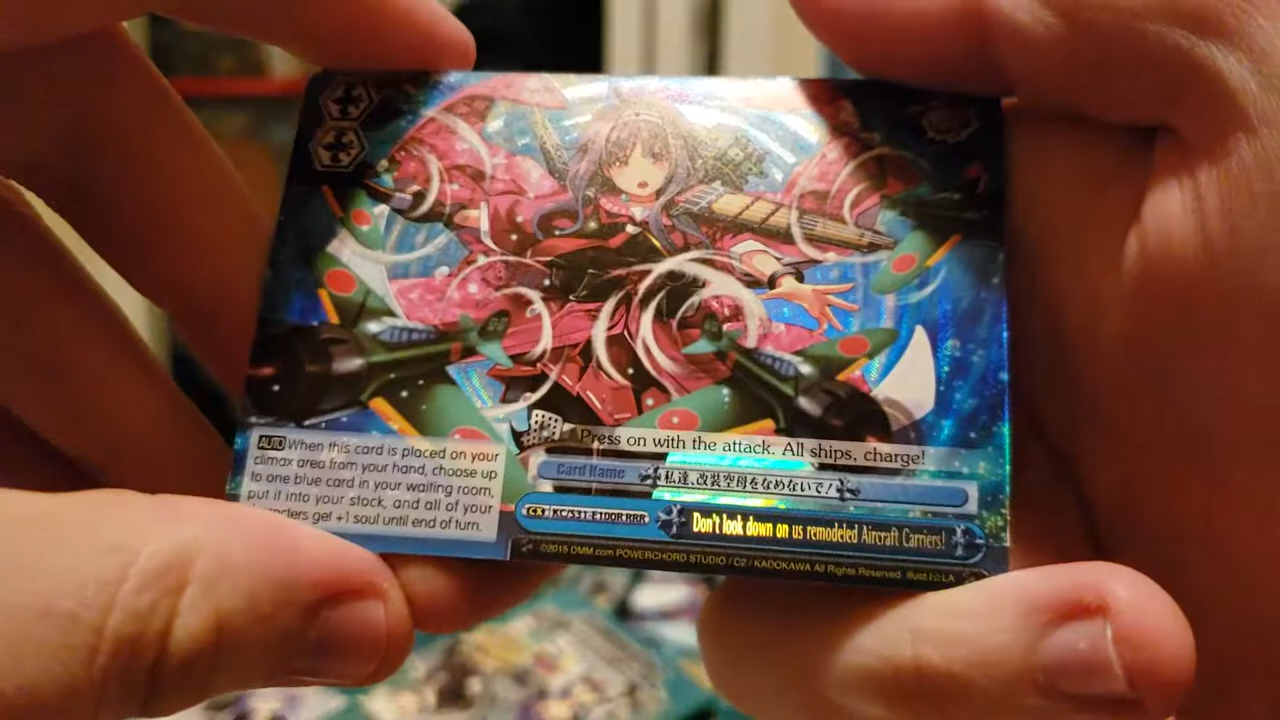 AUTO When this card is placed on your
climax area from your hand, choose up
to one blue card in your waiting room,
put it into your stock, and all of your
get +1 soul until end of turn.
Press on with the attack. All ships, charge!
Card Name
私達、改装空母をなめないで!
CX KC/S31-E100R RRR
Don't look down on us remodeled Aircraft Carriers!
©2015 DMM.com POWERCHORD STUDIO / C2 / KADOKAWA All Rights Reserved. Illust.I☆LA